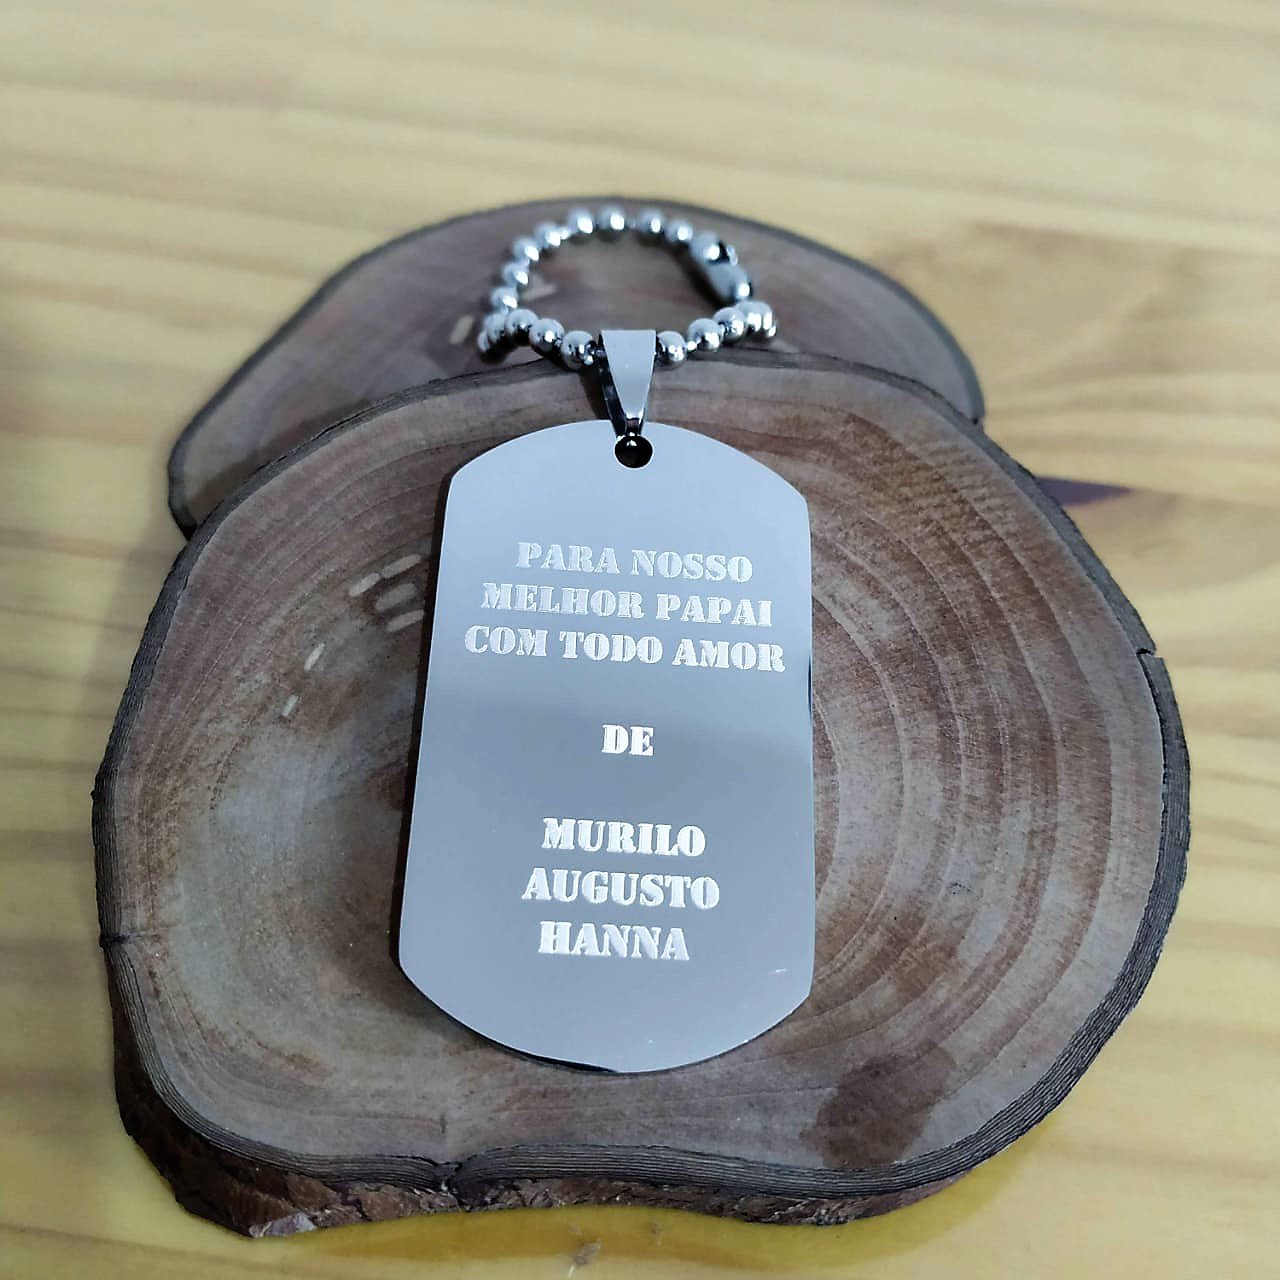 PARA NOSSO
MELHOR PAPAI
COM TODO AMOR
DE
MURILO
AUGUSTO
HANNA